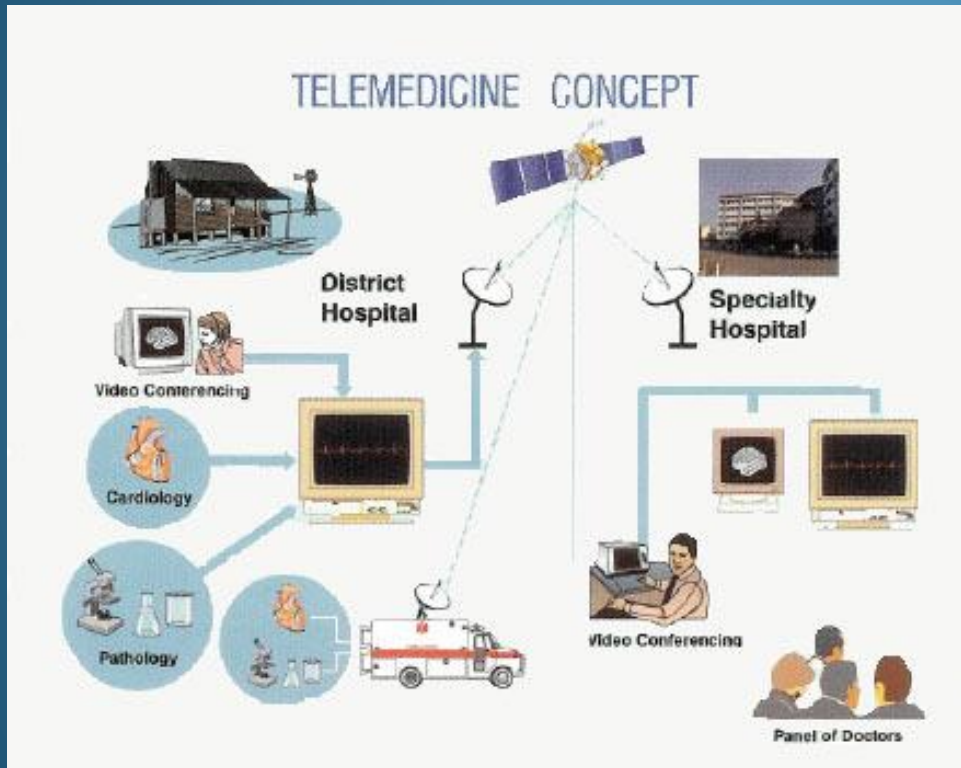 TELEMEDICINE CONCEPT
District
Hospital
Specialty
Hospital
Video Conferencing
Cardiology
Pathology
Video Conferencing
Panel of Doctors